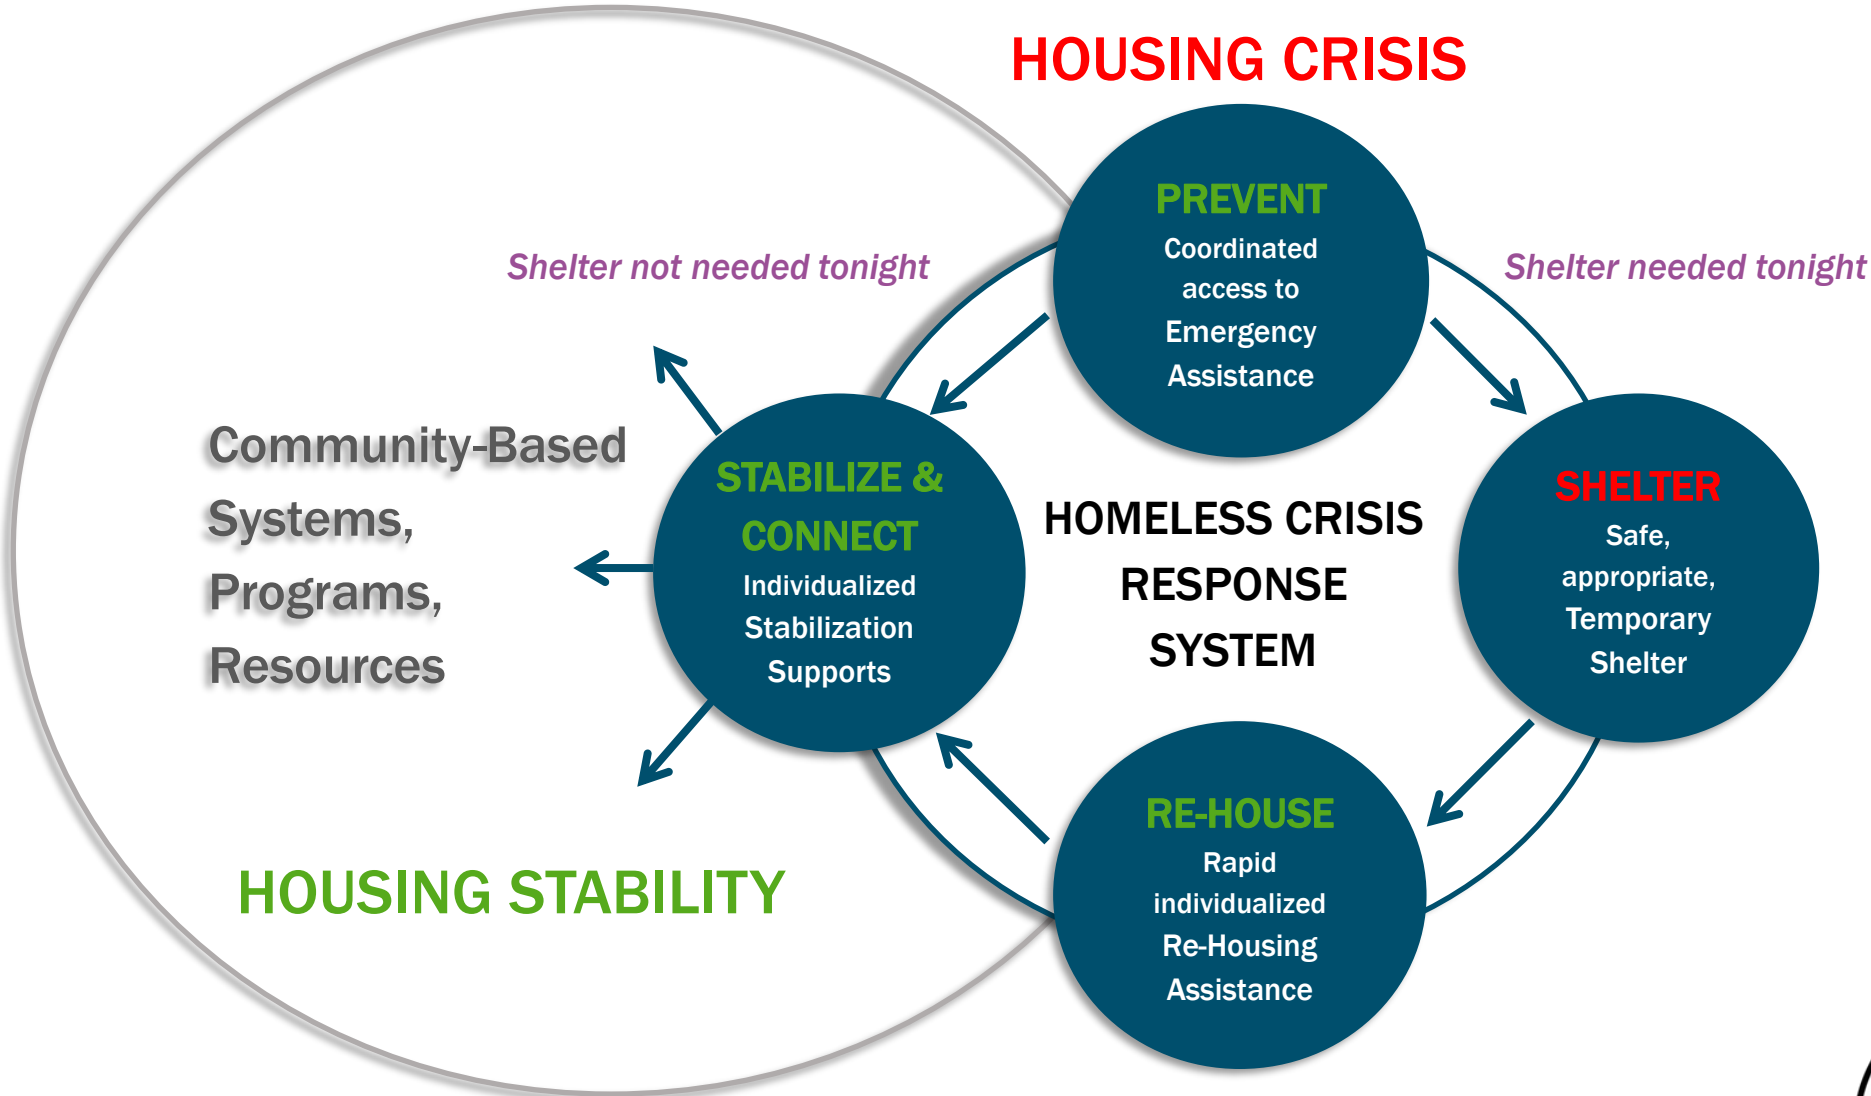 HOUSING CRISIS
PREVENT
Coordinated
access to
Emergency
Assistance
Shelter not needed tonight
Shelter needed tonight
Community-Based
Systems,
Programs,
Resources
STABILIZE &
CONNECT
Individualized
Stabilization
Supports
HOMELESS CRISIS
RESPONSE
SYSTEM
SHELTER
Safe,
appropriate,
Temporary
Shelter
RE-HOUSE
Rapid
individualized
Re-Housing
Assistance
HOUSING STABILITY